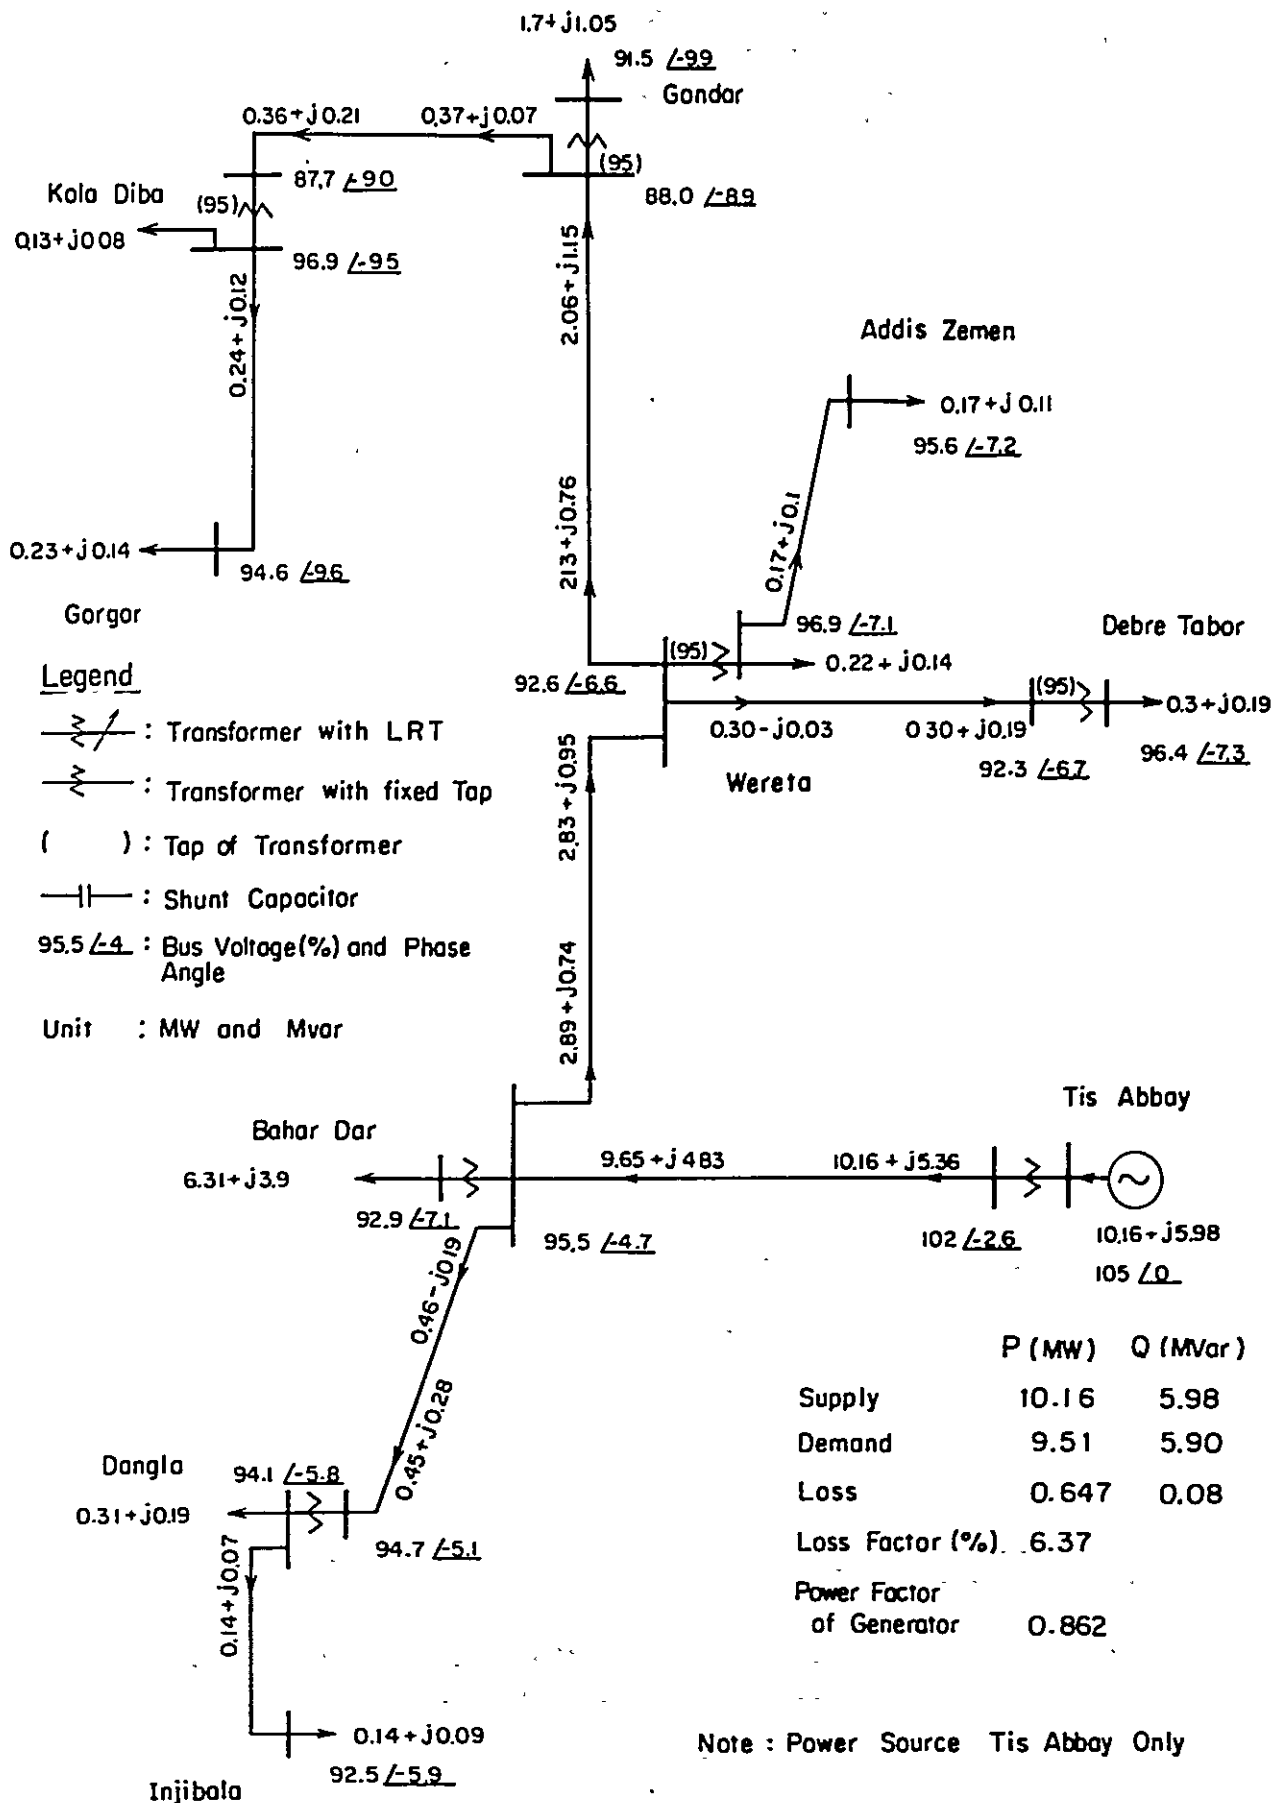 1.7+j1.05
91.5 /-9.9
Gondar
0.36+j0.21
0.37+j0.07
(95)
87.7 /-9.0
88.0 /-8.9
Kola Diba
(95)
0.13+j0.08
96.9 /-9.5
0.24+j0.12
2.06+j1.15
Addis Zemen
0.17+j0.11
95.6 /-7.2
0.23+j0.14
94.6 /-9.6
Gorgor
2.13+j0.76
0.17+j0.1
96.9 /-7.1
Debre Tabor
(95)
0.22+j0.14
92.6 /-6.6
(95)
0.3+j0.19
0.30-j0.03
0.30+j0.19
96.4 /-7.3
92.3 /-6.7
Wereta
Legend
: Transformer with LRT
: Transformer with fixed Tap
( ) : Tap of Transformer
: Shunt Capacitor
95.5 /-4 : Bus Voltage(%) and Phase
Angle
Unit : MW and Mvar
2.83+j0.95
2.89+j0.74
Tis Abbay
Bahar Dar
9.65+j4.83
10.16+j5.36
6.31+j3.9
92.9 /-7.1
95.5 /-4.7
102 /-2.6
10.16+j5.98
105 /0
0.46-j0.19
0.45+j0.28
P (MW) Q (MVar)
Supply 10.16 5.98
Demand 9.51 5.90
Loss 0.647 0.08
Loss Factor (%) 6.37
Power Factor
of Generator 0.862
Dangla
94.1 /-5.8
0.31+j0.19
94.7 /-5.1
0.14+j0.07
0.14+j0.09
92.5 /-5.9
Injibala
Note : Power Source Tis Abbay Only